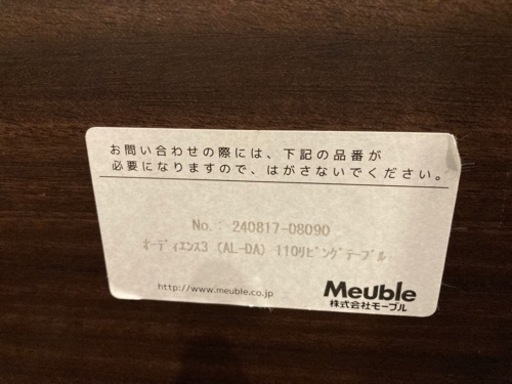 お問い合わせの際には、下記の品番が
必要になりますので、はがさないでください。
No.: 240817-08090
ｵｰﾃﾞｨｴﾝｽ3 (AL-DA) 110ﾘﾋﾞﾝｸﾞﾃｰﾌﾞﾙ
http://www.meuble.co.jp
Meuble
株式会社モーブル